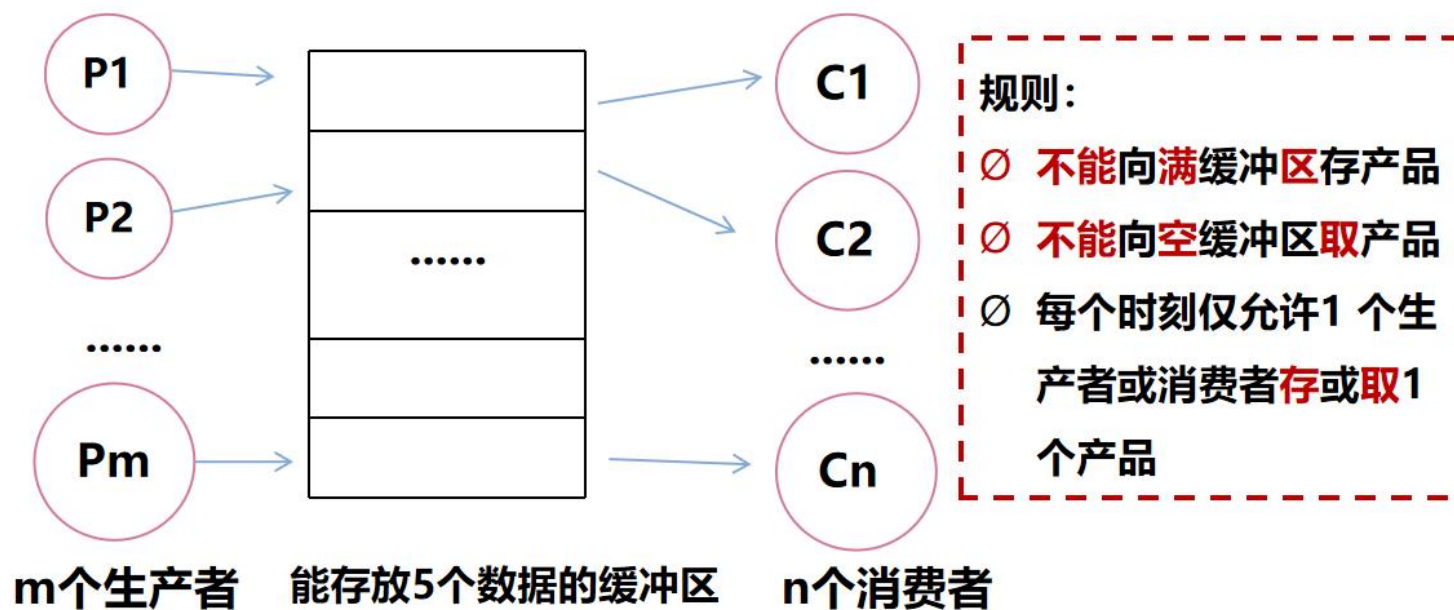 P1
P2
......
Pm
m个生产者
......
能存放5个数据的缓冲区
C1
C2
......
Cn
n个消费者
规则：
Ø 不能向满缓冲区存产品
Ø 不能向空缓冲区取产品
Ø 每个时刻仅允许1 个生
产者或消费者存或取1
个产品